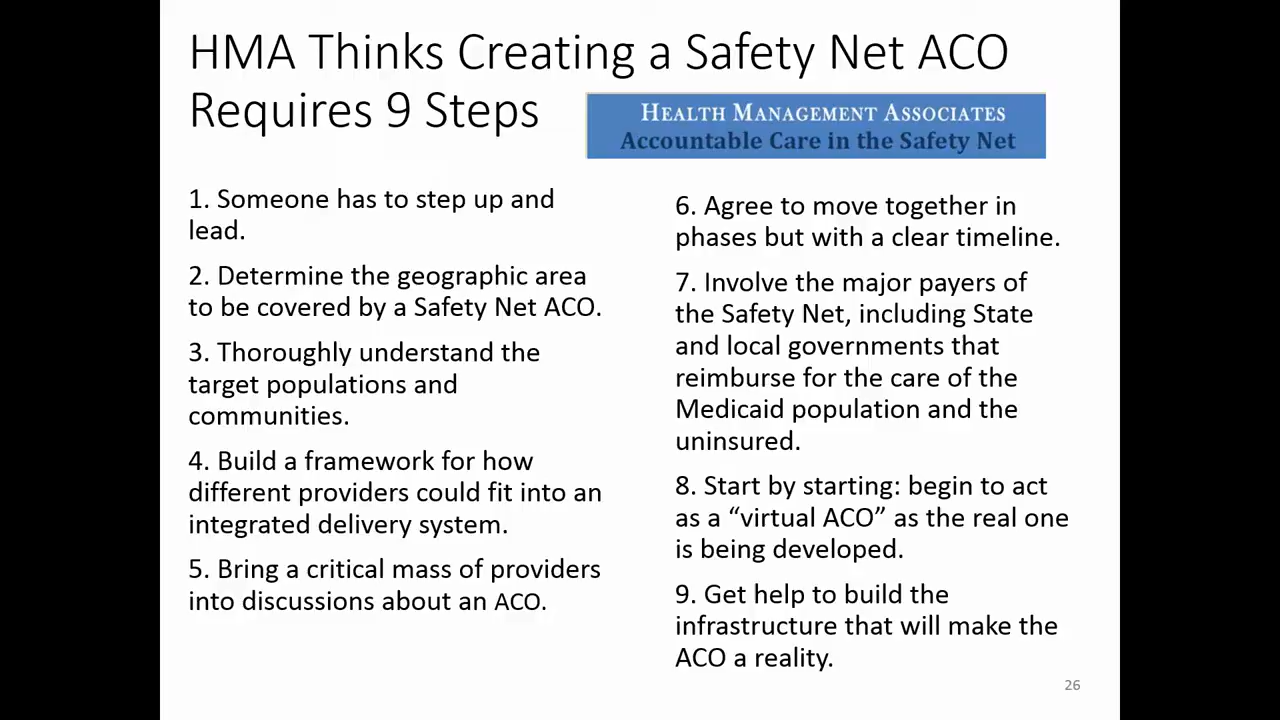 HMA Thinks Creating a Safety Net ACO
Requires 9 Steps
HEALTH MANAGEMENT ASSOCIATES
Accountable Care in the Safety Net
1. Someone has to step up and
lead.
2. Determine the geographic area
to be covered by a Safety Net ACO.
3. Thoroughly understand the
target populations and
communities.
4. Build a framework for how
different providers could fit into an
integrated delivery system.
5. Bring a critical mass of providers
into discussions about an ACO.
6. Agree to move together in
phases but with a clear timeline.
7. Involve the major payers of
the Safety Net, including State
and local governments that
reimburse for the care of the
Medicaid population and the
uninsured.
8. Start by starting: begin to act
as a “virtual ACO” as the real one
is being developed.
9. Get help to build the
infrastructure that will make the
ACO a reality.
26